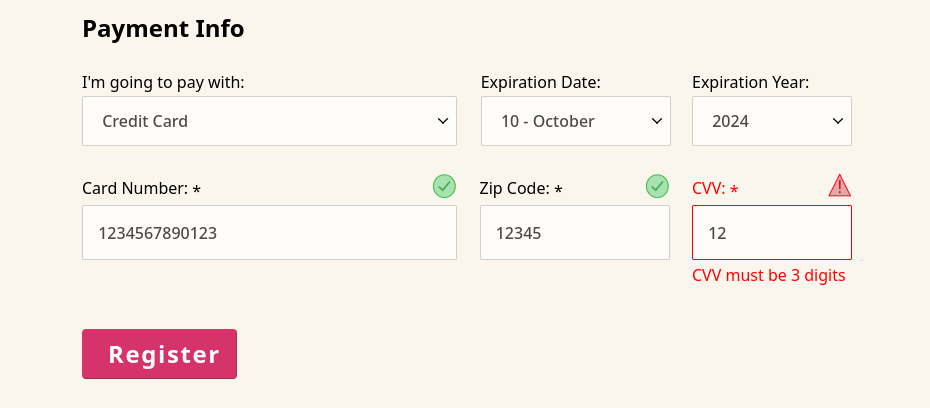 Payment Info
I'm going to pay with: Expiration Date: Expiration Year:
Credit Card 10 - October 2024
Card Number: * Zip Code: * CVV: *
1234567890123 12345 12
CVV must be 3 digits
Register